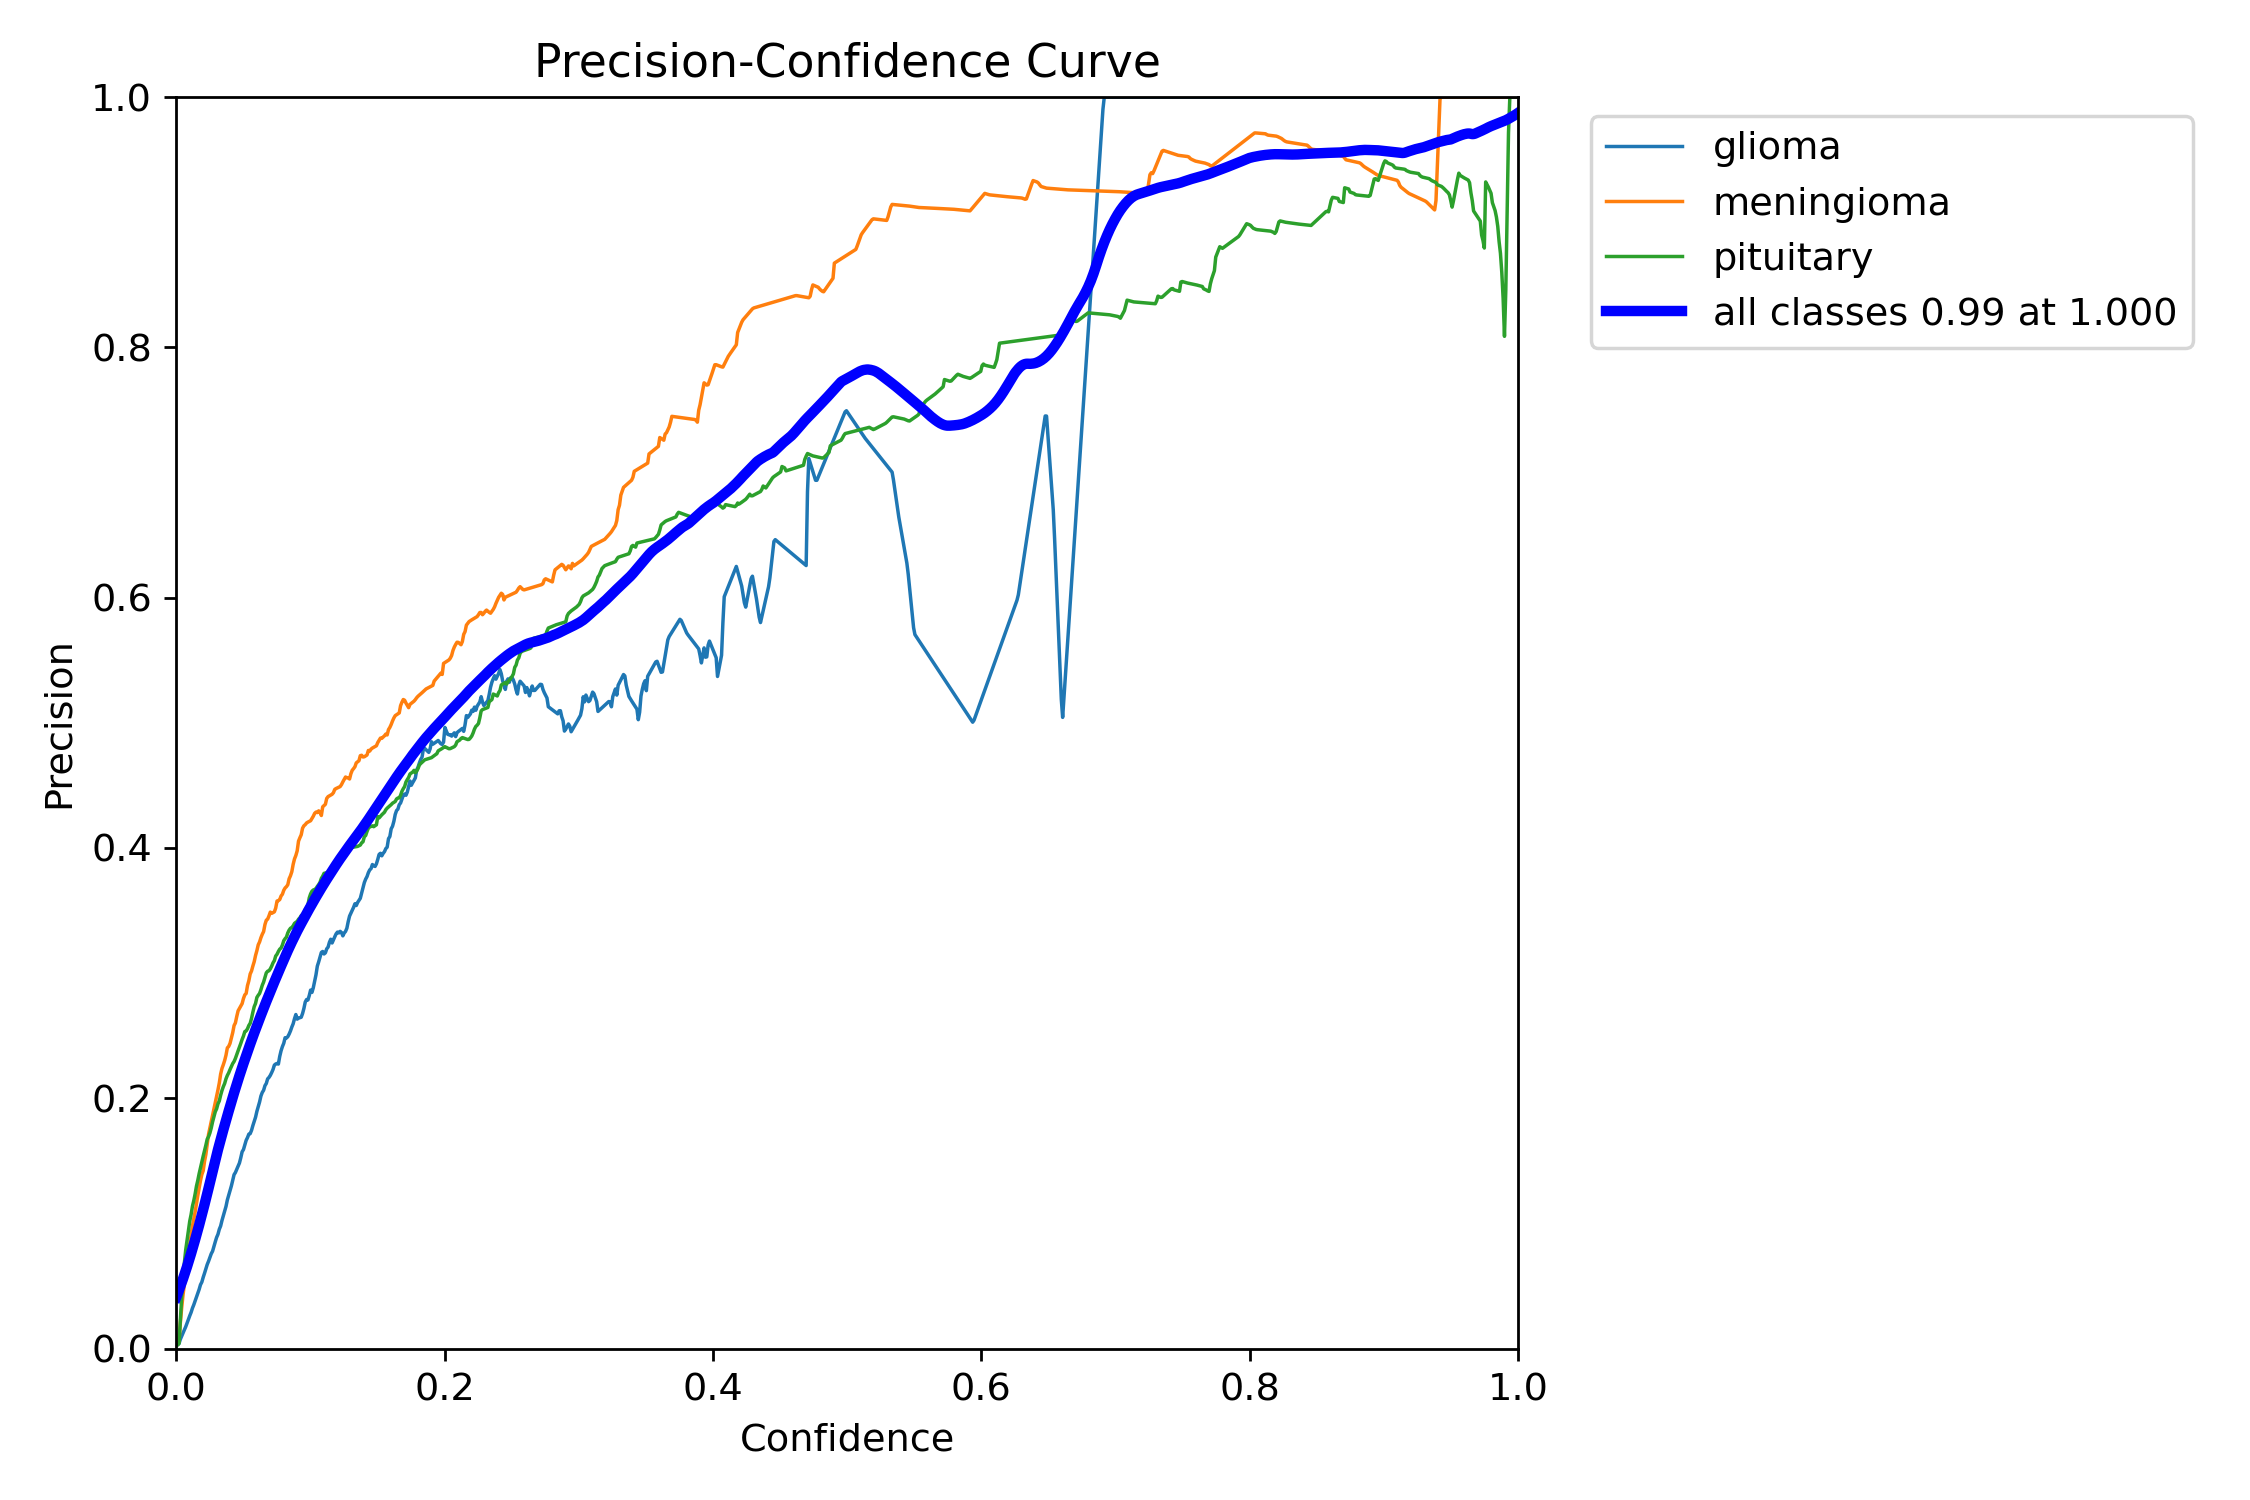 Precision-Confidence Curve
1.0
0.8
0.6
0.4
0.2
0.0
Precision
0.0 0.2 0.4 0.6 0.8 1.0
Confidence
glioma
meningioma
pituitary
all classes 0.99 at 1.000